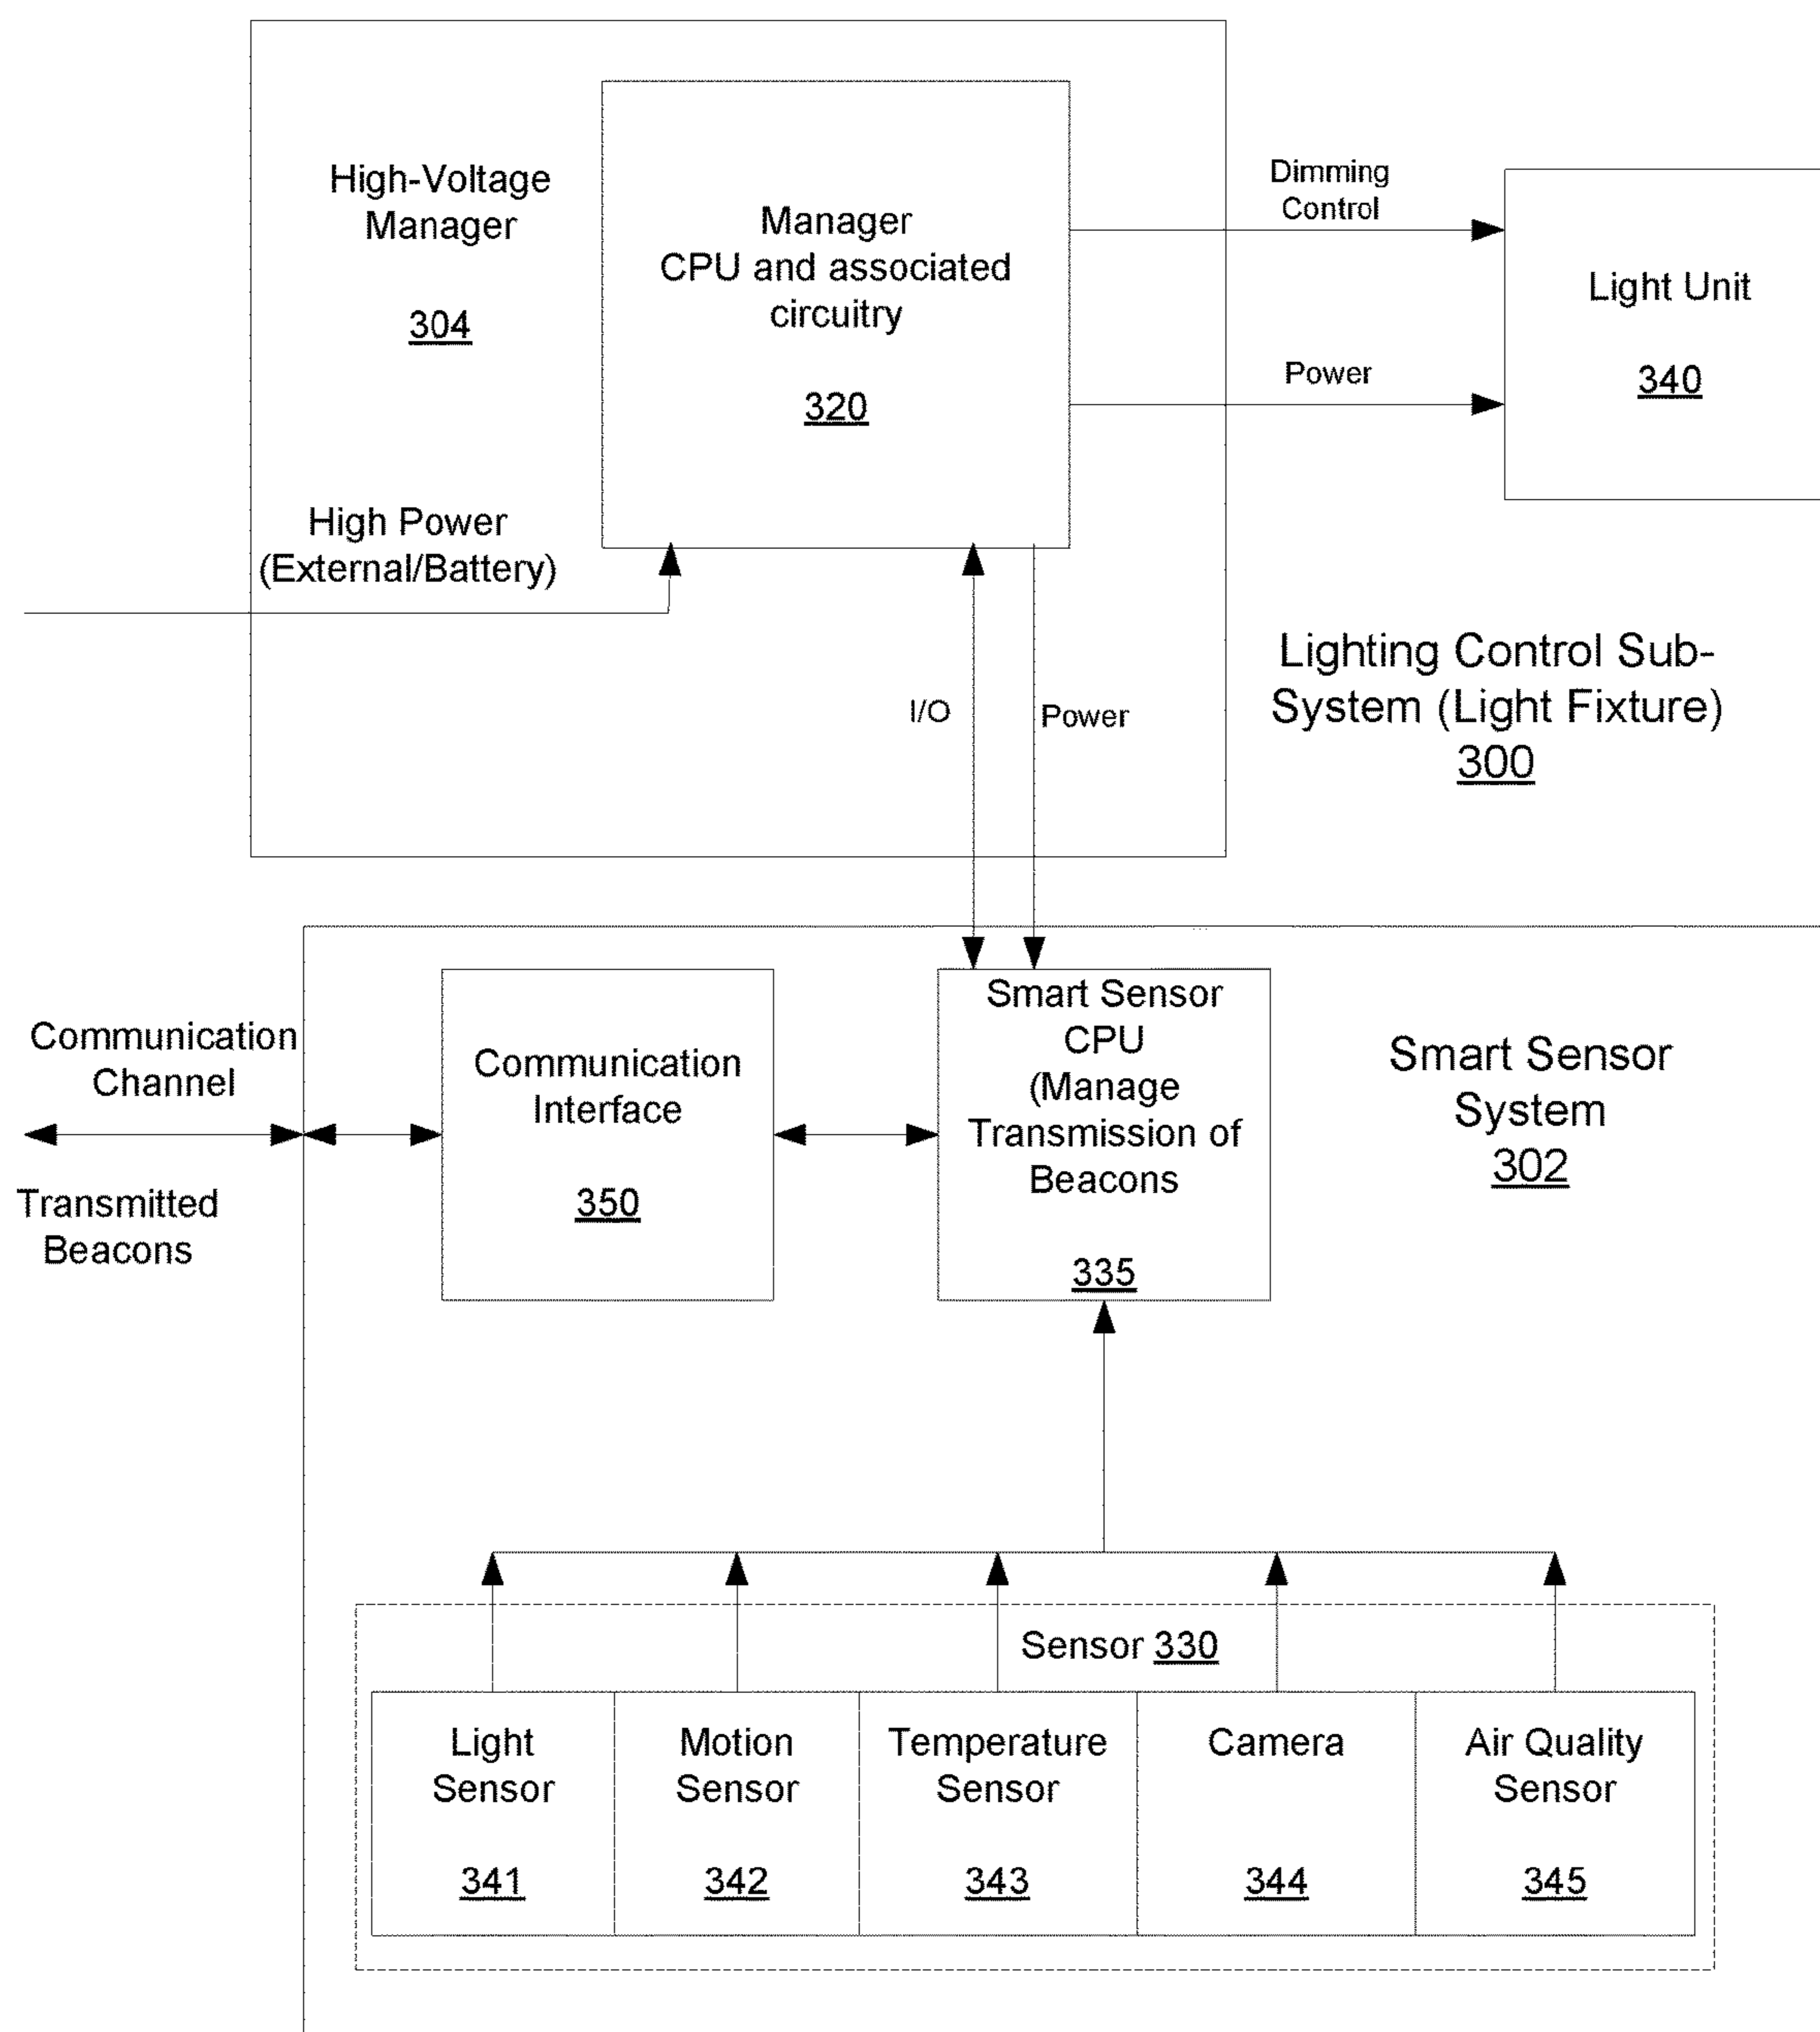 High-Voltage
Manager
304
Manager
CPU and associated
circuitry
320
Dimming
Control
Power
Light Unit
340
High Power
(External/Battery)
I/O
Power
Lighting Control Sub-
System (Light Fixture)
300
Communication
Channel
Transmitted
Beacons
Communication
Interface
350
Smart Sensor
CPU
(Manage
Transmission of
Beacons
335
Smart Sensor
System
302
Sensor 330
Light
Sensor
341
Motion
Sensor
342
Temperature
Sensor
343
Camera
344
Air Quality
Sensor
345